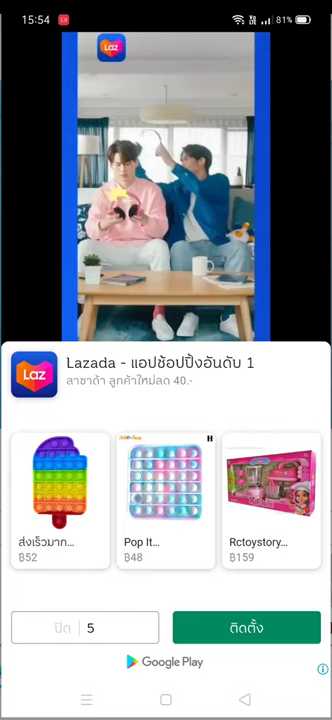 15:54
81%
Laz
Laz
Lazada - แอปช้อปปิ้งอันดับ 1
ลาซาด้า ลูกค้าใหม่ลด 40.-
H
ส่งเร็วมาก...
Pop It...
Rctoystory...
฿52
฿48
฿159
ปิด
5
ติดตั้ง
Google Play